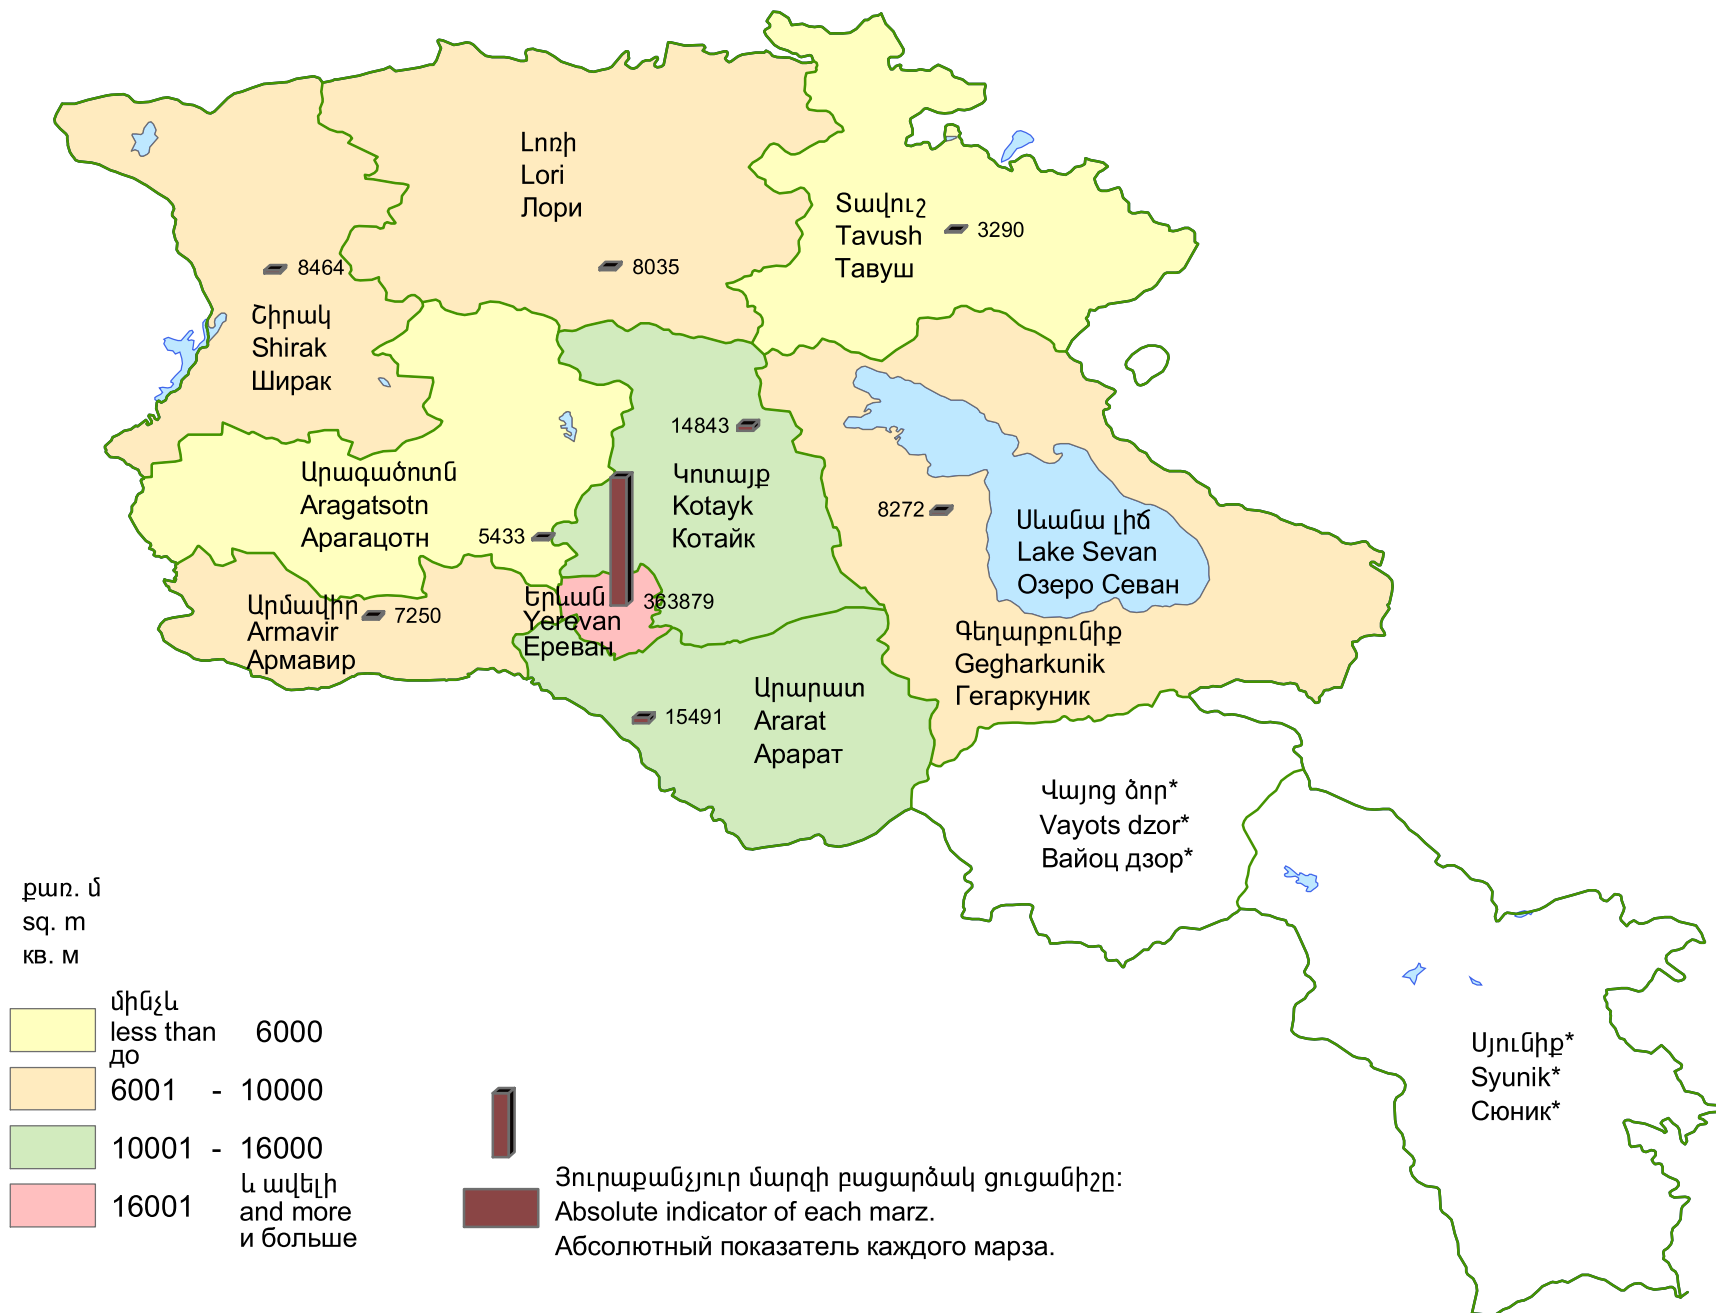 Լոռի
Lori
Лори
8035
Տավուշ
Tavush
Тавуш
3290
8464
Շիրակ
Shirak
Ширак
14843
Կոտայք
Kotayk
Котайк
Արագածոտն
Aragatsotn
Арагацотн
5433
8272
Սևանա լիճ
Lake Sevan
Озеро Севан
Արմավիր
Armavir
Армавир
7250
Երևան
Yerevan
Ереван
363879
Գեղարքունիք
Gegharkunik
Гегаркуник
Արարատ
Ararat
Арарат
15491
Վայոց ձոր*
Vayots dzor*
Вайоц дзор*
Սյունիք*
Syunik*
Сюник*
քառ. մ
sq. m
кв. м
մինչև
less than 6000
до
6001 - 10000
10001 - 16000
16001 և ավելի
and more
и больше
Յուրաքանչյուր մարզի բացարձակ ցուցանիշը:
Absolute indicator of each marz.
Абсолютный показатель каждого марза.